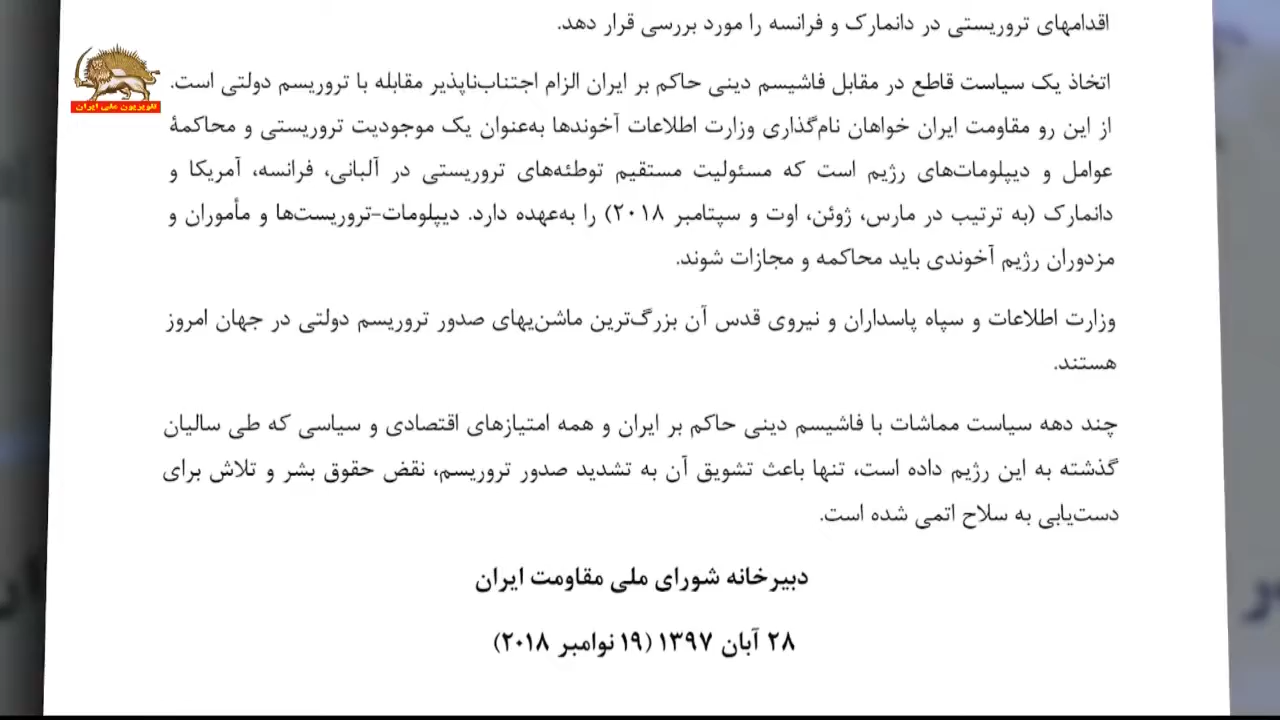 اقدامهای تروریستی در دانمارک و فرانسه را مورد بررسی قرار دهد.
تلویزیون ملی ایران
اتخاذ یک سیاست قاطع در مقابل فاشیسم دینی حاکم بر ایران الزام اجتناب‌ناپذیر مقابله با تروریسم دولتی است.
از این رو مقاومت ایران خواهان نام‌گذاری وزارت اطلاعات آخوندها به‌عنوان یک موجودیت تروریستی و محاکمهٔ
عوامل و دیپلومات‌های رژیم است که مسئولیت مستقیم توطئه‌های تروریستی در آلبانی، فرانسه، آمریکا و
دانمارک (به ترتیب در مارس، ژوئن، اوت و سپتامبر ۲۰۱۸) را به‌عهده دارد. دیپلومات-تروریست‌ها و مأموران و
مزدوران رژیم آخوندی باید محاکمه و مجازات شوند.
وزارت اطلاعات و سپاه پاسداران و نیروی قدس آن بزرگ‌ترین ماشن‌یهای صدور تروریسم دولتی در جهان امروز
هستند.
چند دهه سیاست مماشات با فاشیسم دینی حاکم بر ایران و همه امتیازهای اقتصادی و سیاسی که طی سالیان
گذشته به این رژیم داده است، تنها باعث تشویق آن به تشدید صدور تروریسم، نقض حقوق بشر و تلاش برای
دست‌یابی به سلاح اتمی شده است.
دبیرخانه شورای ملی مقاومت ایران
۲۸ آبان ۱۳۹۷ (۱۹ نوامبر ۲۰۱۸)